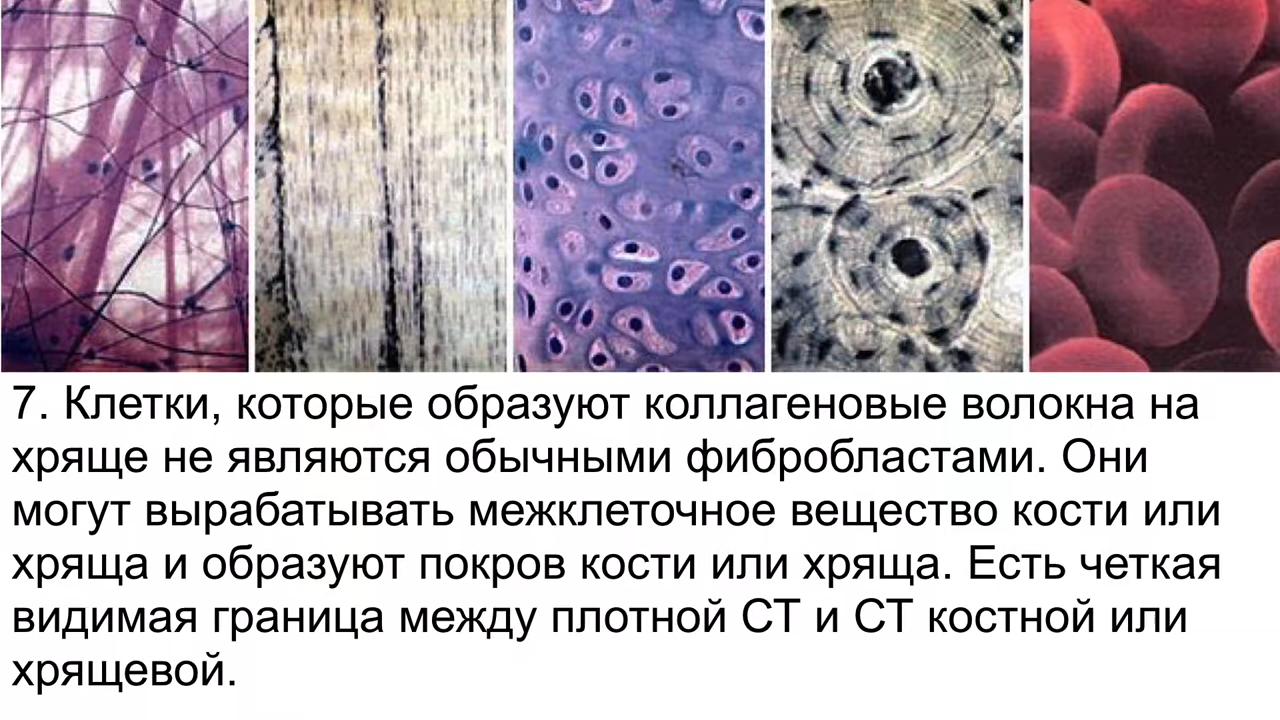 7. Клетки, которые образуют коллагеновые волокна на
хряще не являются обычными фибробластами. Они
могут вырабатывать межклеточное вещество кости или
хряща и образуют покров кости или хряща. Есть четкая
видимая граница между плотной СТ и СТ костной или
хрящевой.